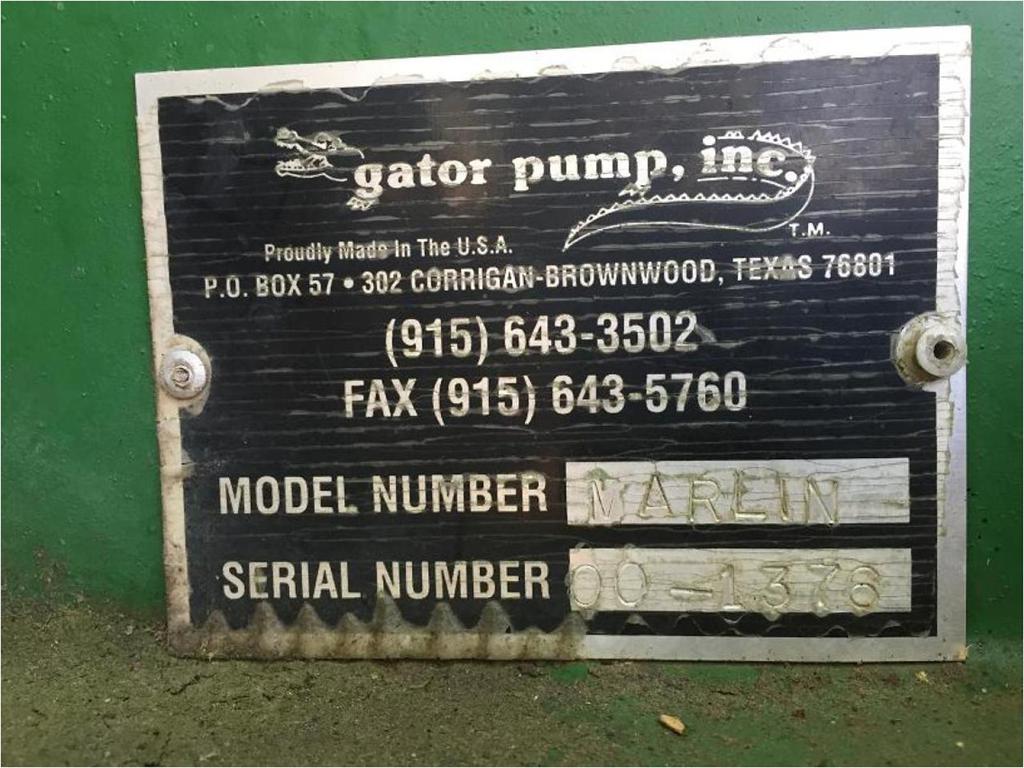 gator pump, inc.
T.M.
Proudly Made In The U.S.A.
P.O. BOX 57 • 302 CORRIGAN-BROWNWOOD, TEXAS 76801
(915) 643-3502
FAX (915) 643-5760
MODEL NUMBER MARLIN
SERIAL NUMBER 00-1376